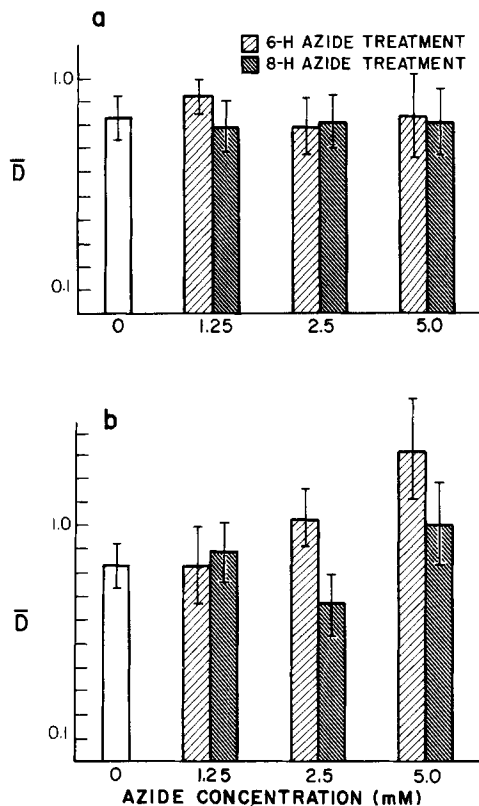 a
6-H AZIDE TREATMENT
8-H AZIDE TREATMENT
1.0
D̅
0.1
0 1.25 2.5 5.0
b
1.0
D̅
0.1
0 1.25 2.5 5.0
AZIDE CONCENTRATION (mM)